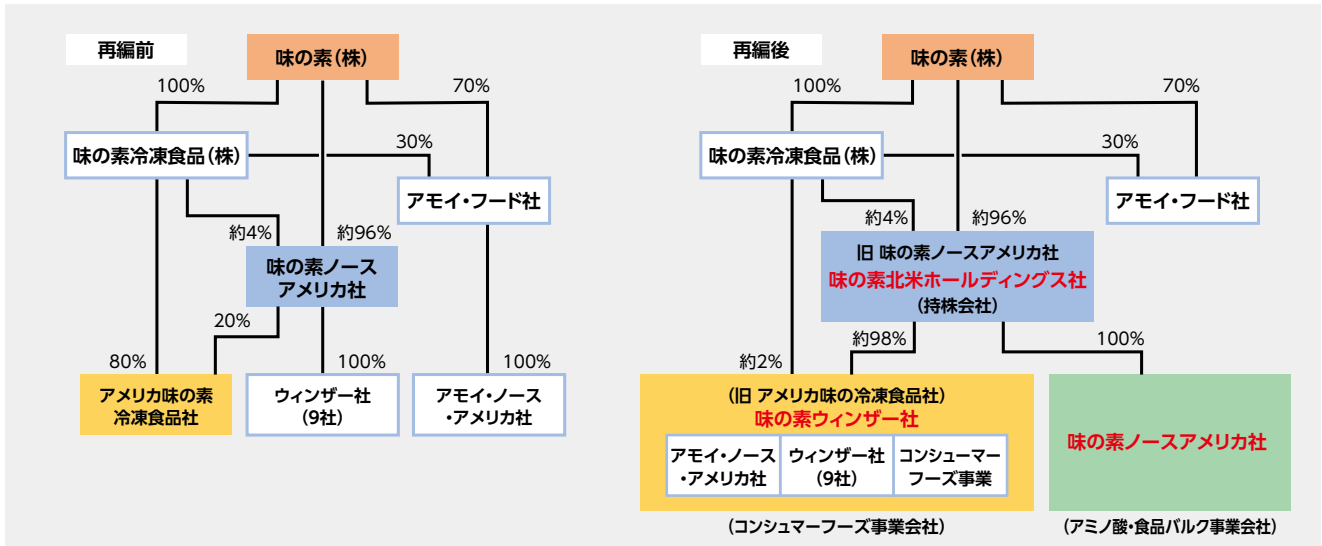 再編前
味の素(株)
100%
70%
味の素冷凍食品(株)
30%
アモイ・フード社
約4%
約96%
味の素ノース
アメリカ社
20%
80%
100%
100%
アメリカ味の素
冷凍食品社
ウィンザー社
(9社)
アモイ・ノース
・アメリカ社
再編後
味の素(株)
100%
70%
味の素冷凍食品(株)
30%
アモイ・フード社
約4%
約96%
旧 味の素ノースアメリカ社
味の素北米ホールディングス社
(持株会社)
約98%
100%
約2%
(旧 アメリカ味の冷凍食品社)
味の素ウィンザー社
アモイ・ノース
・アメリカ社
ウィンザー社
(9社)
コンシューマー
フーズ事業
味の素ノースアメリカ社
(コンシュマーフーズ事業会社)
(アミノ酸・食品バルク事業会社)